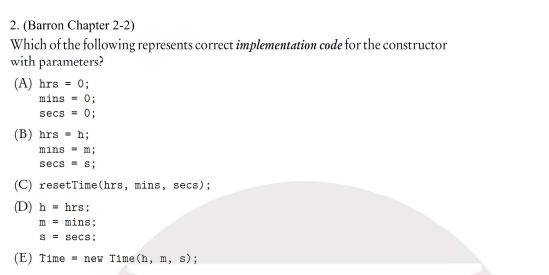 2. (Barron Chapter 2-2)
Which of the following represents correct implementation code for the constructor
with parameters?
(A) hrs = 0;
mins = 0;
secs = 0;
(B) hrs = h;
mins = m;
secs = s;
(C) resetTime(hrs, mins, secs);
(D) h = hrs;
m = mins;
s = secs;
(E) Time = new Time(h, m, s);